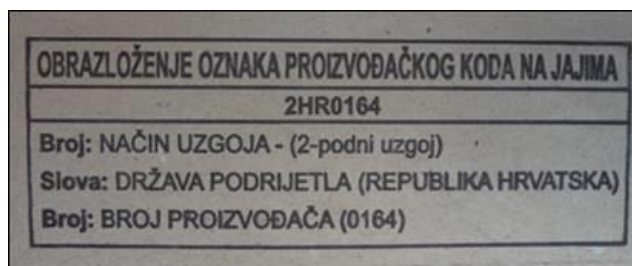 OBRAZLOŽENJE OZNAKA PROIZVOĐAČKOG KODA NA JAJIMA
2HR0164
Broj: NAČIN UZGOJA - (2-podni uzgoj)
Slova: DRŽAVA PODRIJETLA (REPUBLIKA HRVATSKA)
Broj: BROJ PROIZVOĐAČA (0164)